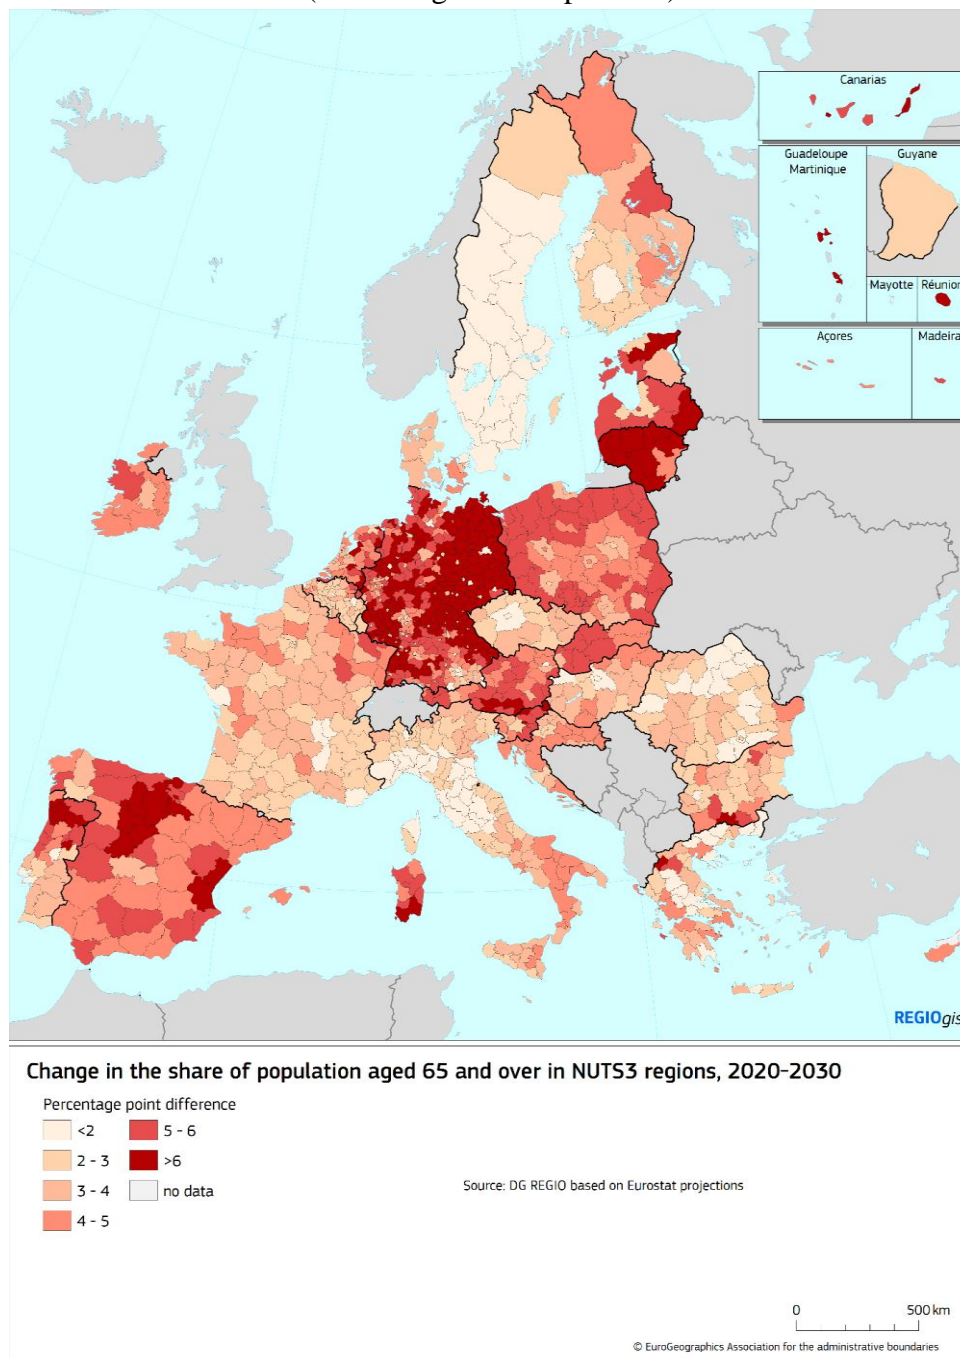 Canarias
Guadeloupe
Martinique
Guyane
Mayotte
Réunion
Açores
Madeira
REGIOgis
Change in the share of population aged 65 and over in NUTS3 regions, 2020-2030
Percentage point difference
<2
5 - 6
2 - 3
>6
3 - 4
no data
4 - 5
Source: DG REGIO based on Eurostat projections
0 500 km
© EuroGeographics Association for the administrative boundaries